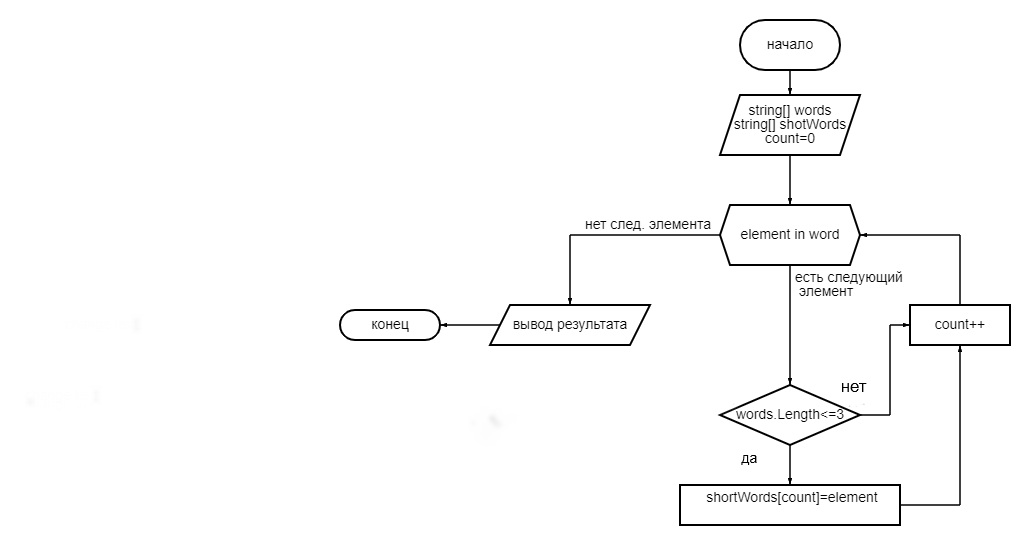 начало
string[] words
string[] shotWords
count=0
element in word
нет след. элемента
есть следующий
элемент
вывод результата
конец
count++
нет
words.Length<=3
да
shortWords[count]=element